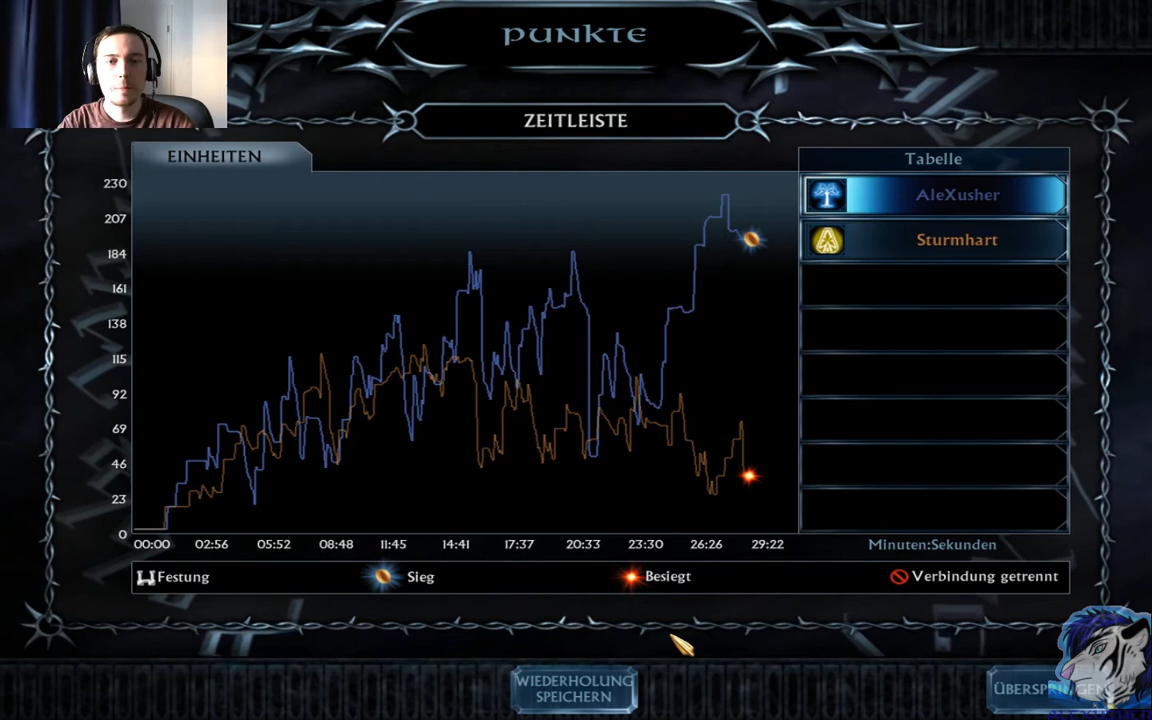 PUNKTE
ZEITLEISTE
EINHEITEN
Tabelle
AleXusher
Sturmhart
230
207
184
161
138
115
92
69
46
23
0
00:00 02:56 05:52 08:48 11:45 14:41 17:37 20:33 23:30 26:26 29:22
Minuten:Sekunden
Festung Sieg Besiegt Verbindung getrennt
WIEDERHOLUNG
SPEICHERN